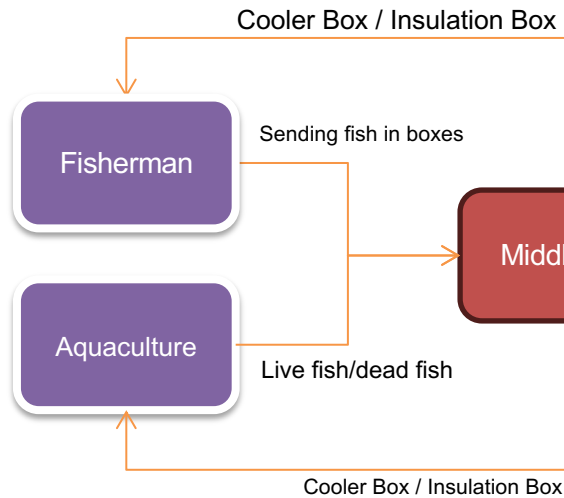 Cooler Box / Insulation Box
Sending fish in boxes
Fisherman
Aquaculture
Live fish/dead fish
Cooler Box / Insulation Box